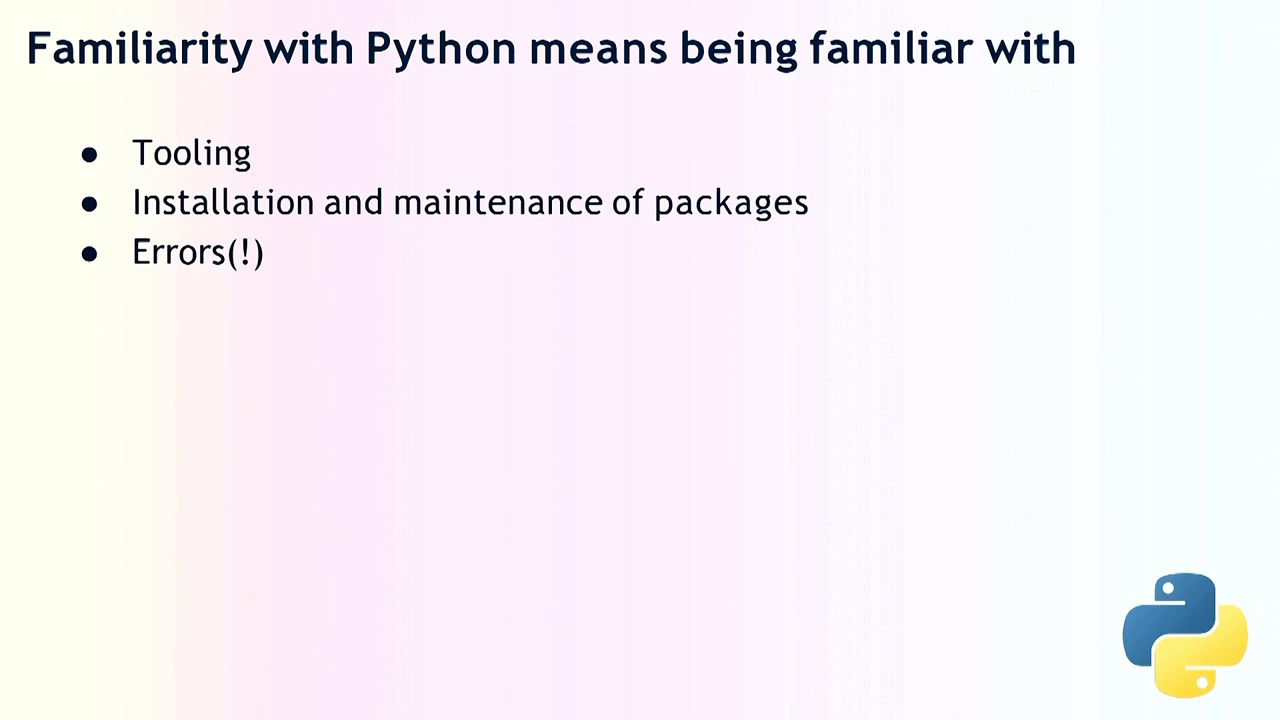 Familiarity with Python means being familiar with
● Tooling
● Installation and maintenance of packages
● Errors(!)